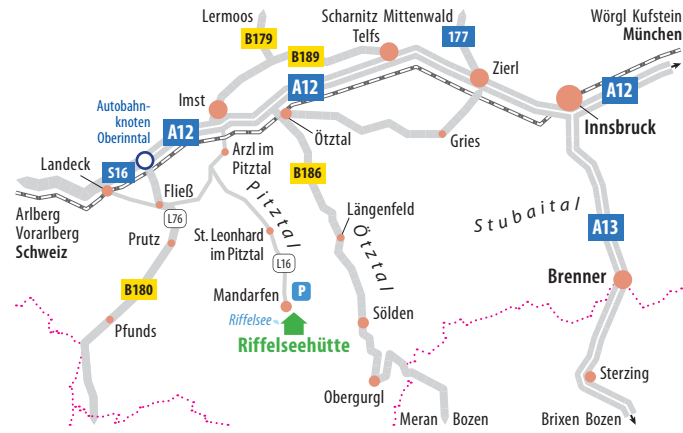 Lermoos
B179
Scharnitz Mittenwald
Telfs
177
Wörgl Kufstein
München
B189
Zierl
A12
A12
Imst
Innsbruck
Autobahn-
knoten
Oberinntal
A12
Ötztal
Gries
Arzl im
Pitztal
Landeck
S16
B186
Fließ
Pitztal
Arlberg
Vorarlberg
Schweiz
L76
Prutz
St. Leonhard
im Pitztal
Längenfeld
Ötztal
Stubaital
A13
L16
B180
Mandarfen
P
Brenner
Riffelsee
Pfunds
Sölden
Riffelseehütte
Obergurgl
Sterzing
Meran
Bozen
Brixen Bozen